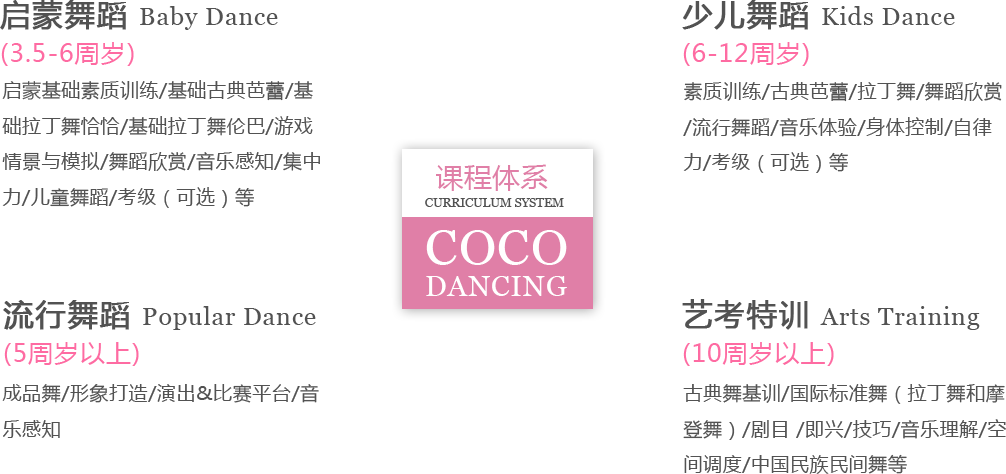 启蒙舞蹈 Baby Dance
(3.5-6周岁)
启蒙基础素质训练/基础古典芭蕾/基
础拉丁舞恰恰/基础拉丁舞伦巴/游戏
情景与模拟/舞蹈欣赏/音乐感知/集中
力/儿童舞蹈/考级（可选）等
少儿舞蹈 Kids Dance
(6-12周岁)
素质训练/古典芭蕾/拉丁舞/舞蹈欣赏
/流行舞蹈/音乐体验/身体控制/自律
力/考级（可选）等
课程体系
CURRICULUM SYSTEM
COCO
DANCING
流行舞蹈 Popular Dance
(5周岁以上)
成品舞/形象打造/演出&比赛平台/音
乐感知
艺考特训 Arts Training
(10周岁以上)
古典舞基训/国际标准舞（拉丁舞和摩
登舞）/剧目 /即兴/技巧/音乐理解/空
间调度/中国民族民间舞等